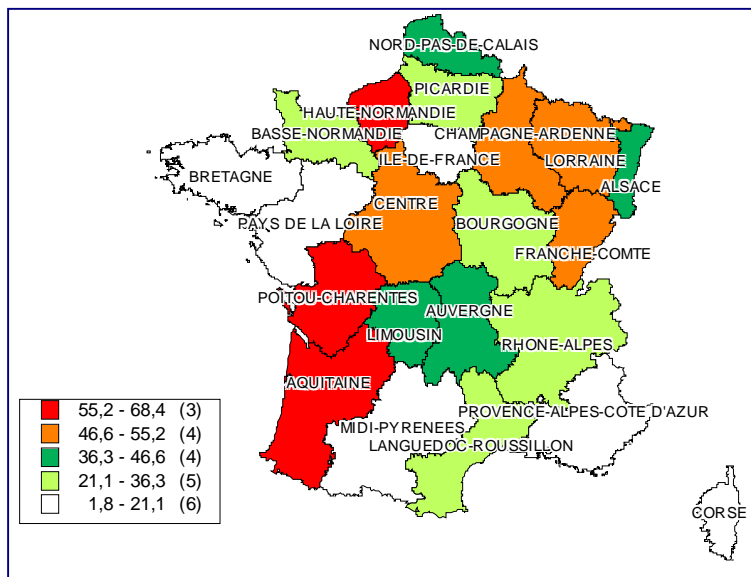 NORD-PAS-DE-CALAIS
PICARDIE
HAUTE-NORMANDIE
BASSE-NORMANDIE
CHAMPAGNE-ARDENNE
ILE-DE-FRANCE
LORRAINE
BRETAGNE
ALSACE
CENTRE
PAYS DE LA LOIRE
BOURGOGNE
FRANCHE-COMTE
POITOU-CHARENTES
AUVERGNE
LIMOUSIN
RHONE-ALPES
AQUITAINE
PROVENCE-ALPES-COTE D'AZUR
MIDI-PYRENEES
LANGUEDOC-ROUSSILLON
CORSE
55,2 - 68,4 (3)
46,6 - 55,2 (4)
36,3 - 46,6 (4)
21,1 - 36,3 (5)
1,8 - 21,1 (6)